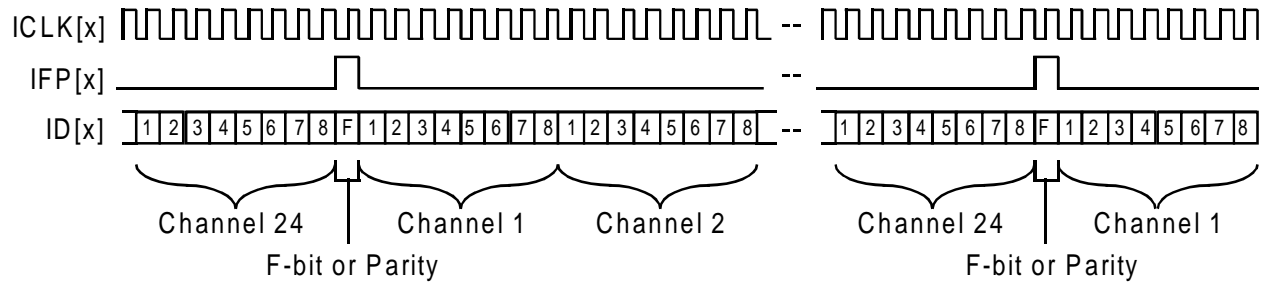 ICLK[x] -- 
IFP[x] --
ID[x] 1 2 3 4 5 6 7 8 F 1 2 3 4 5 6 7 8 1 2 3 4 5 6 7 8 -- 1 2 3 4 5 6 7 8 F 1 2 3 4 5 6 7 8
Channel 24 Channel 1 Channel 2 Channel 24 Channel 1
F-bit or Parity F-bit or Parity